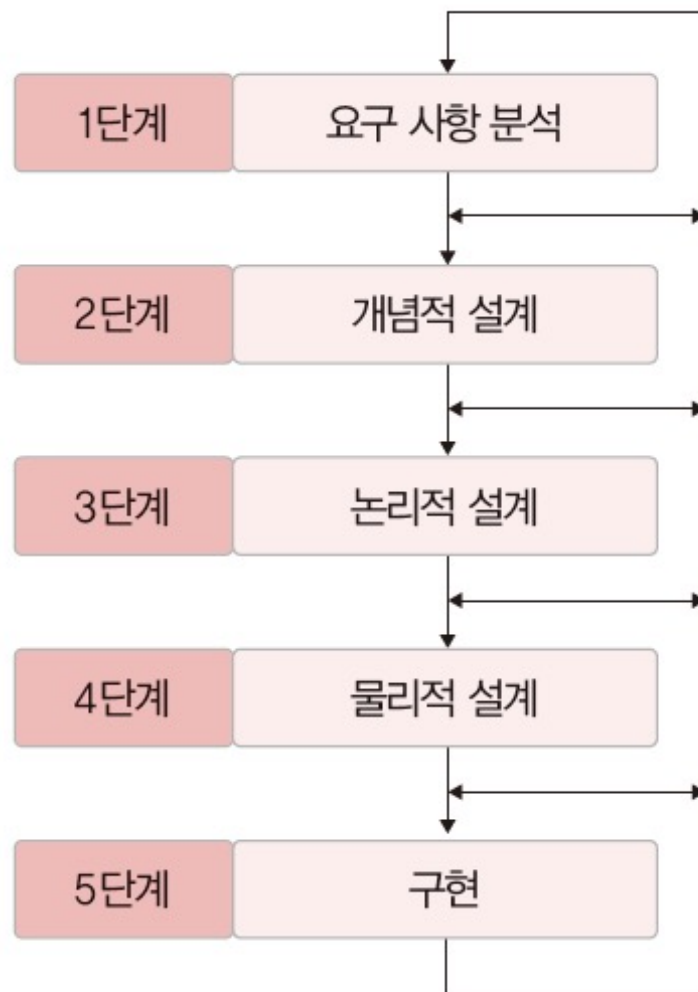 1단계 요구 사항 분석
2단계 개념적 설계
3단계 논리적 설계
4단계 물리적 설계
5단계 구현